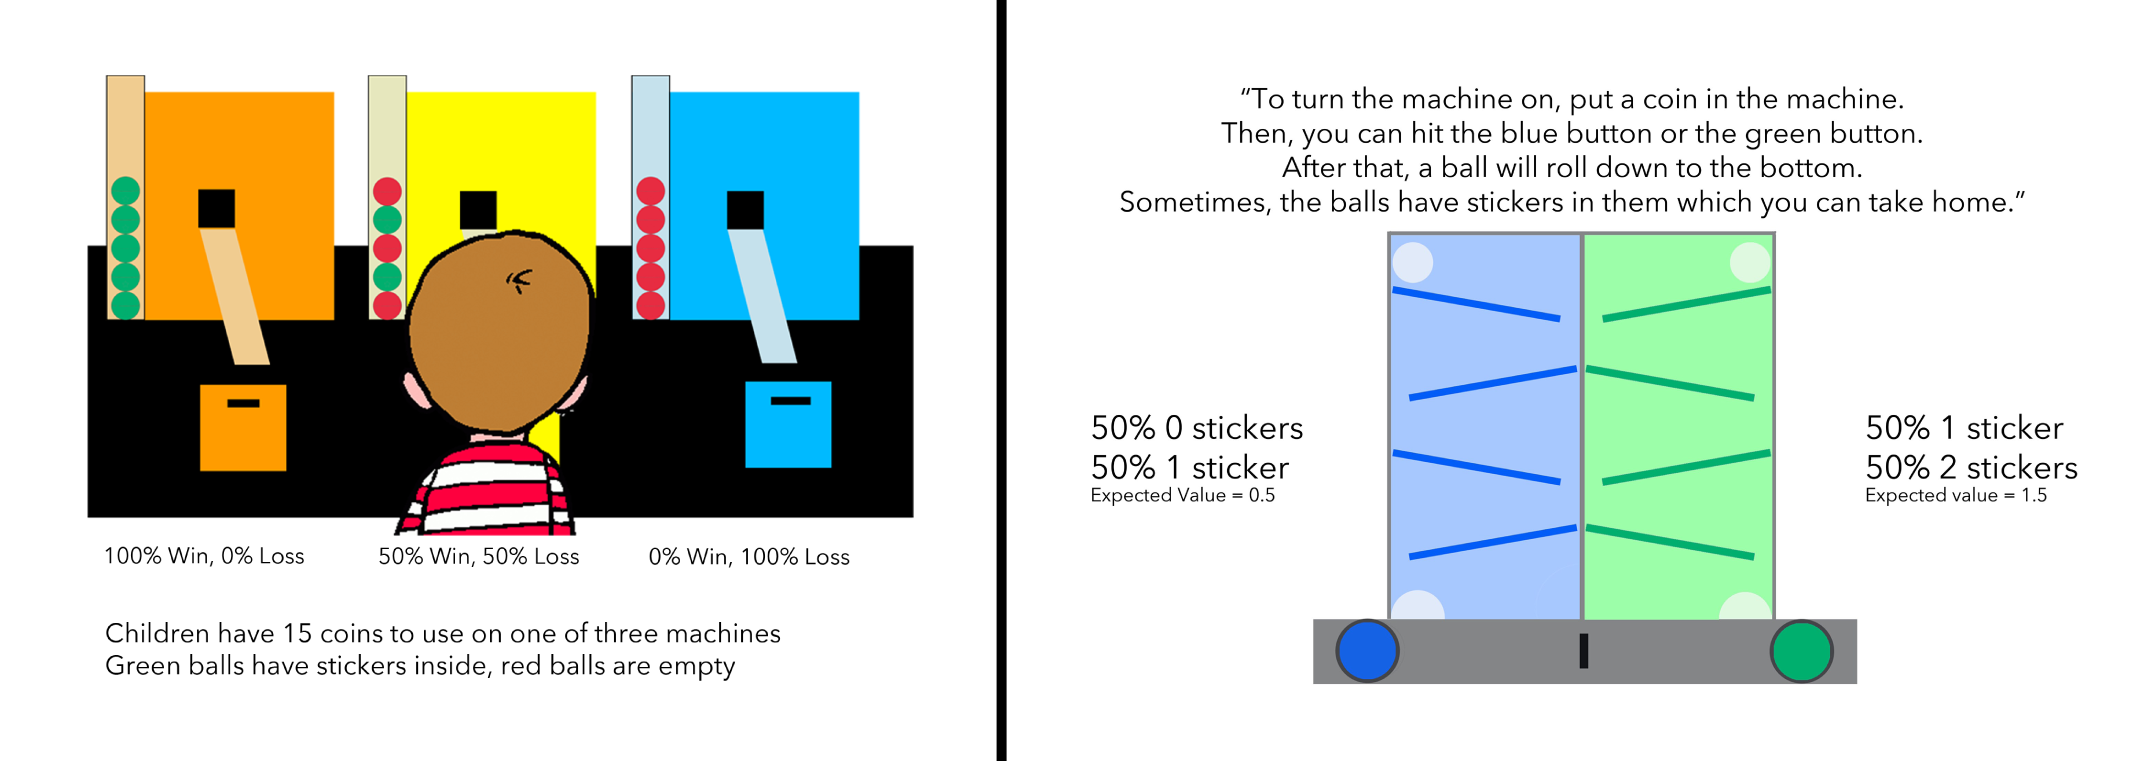 100% Win, 0% Loss
50% Win, 50% Loss
0% Win, 100% Loss
Children have 15 coins to use on one of three machines
Green balls have stickers inside, red balls are empty
“To turn the machine on, put a coin in the machine.
Then, you can hit the blue button or the green button.
After that, a ball will roll down to the bottom.
Sometimes, the balls have stickers in them which you can take home.”
50% 0 stickers
50% 1 sticker
Expected Value = 0.5
50% 1 sticker
50% 2 stickers
Expected value = 1.5